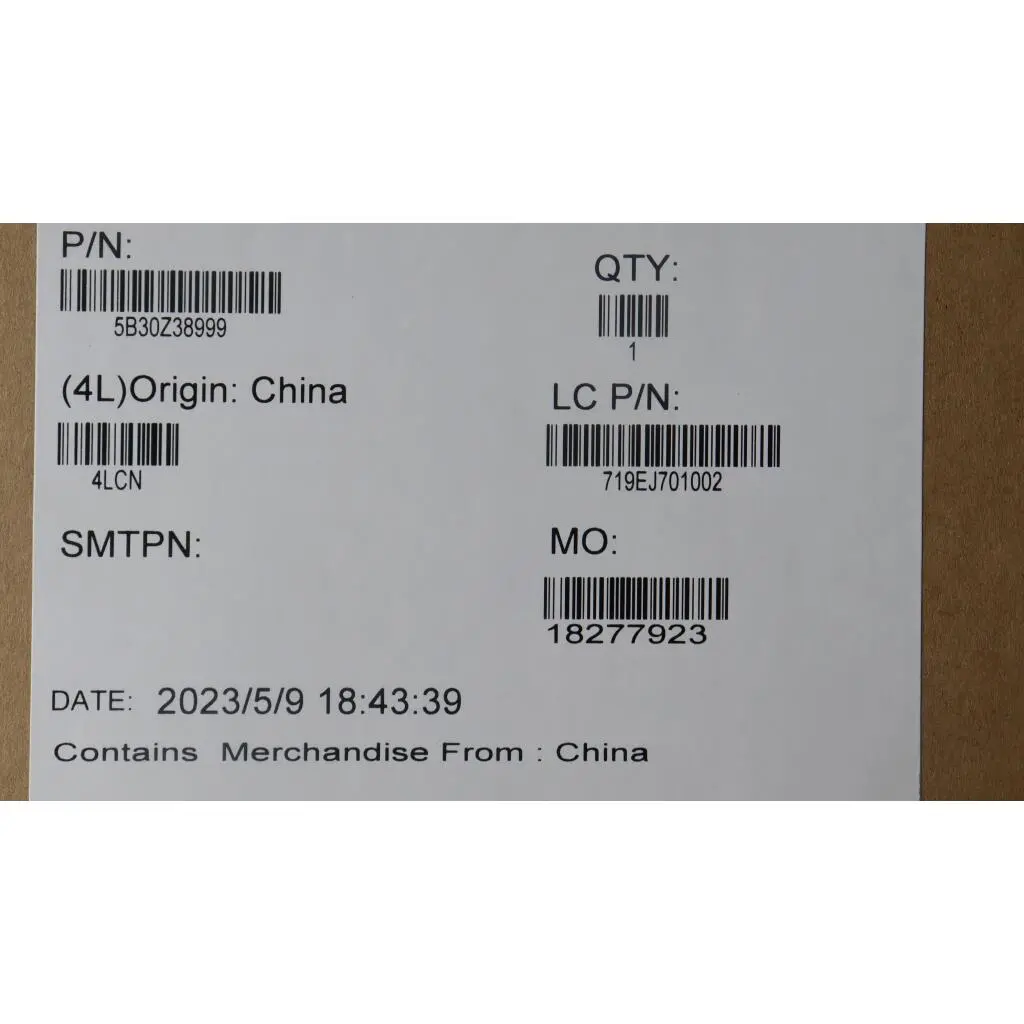 P/N:
5B30Z38999
QTY:
1
(4L)Origin: China
4LCN
LC P/N:
719EJ701002
SMTPN:
MO:
18277923
DATE: 2023/5/9 18:43:39
Contains Merchandise From : China